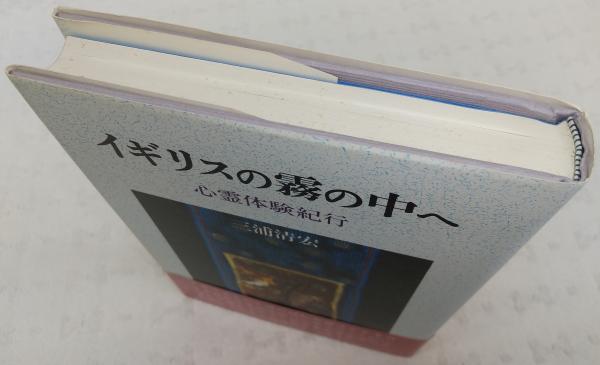 イギリスの霧の中へ
心霊体験紀行
三浦清宏